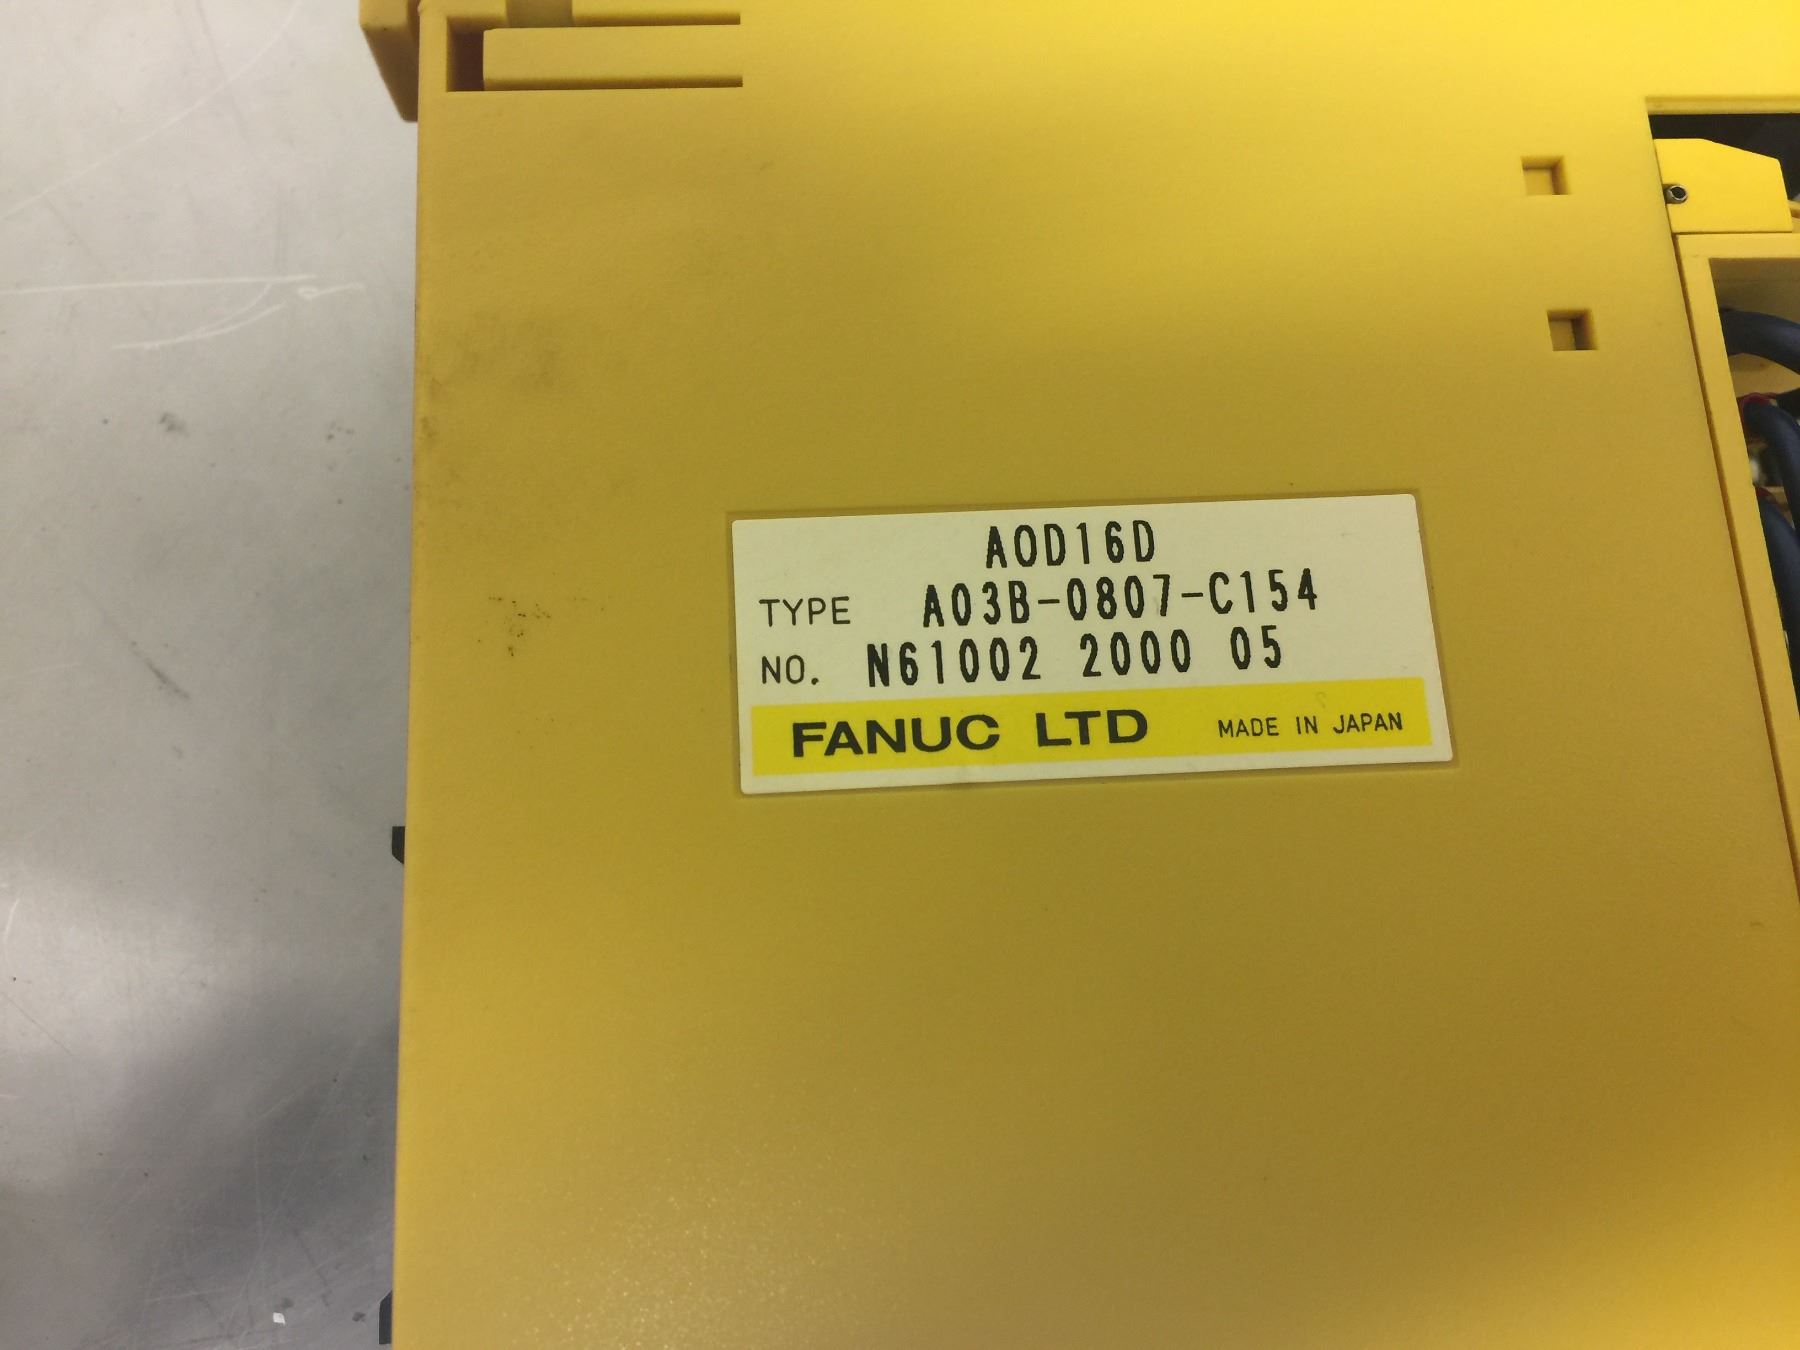 AOD16D
TYPE A03B-0807-C154
NO. N61002 2000 05
FANUC LTD MADE IN JAPAN